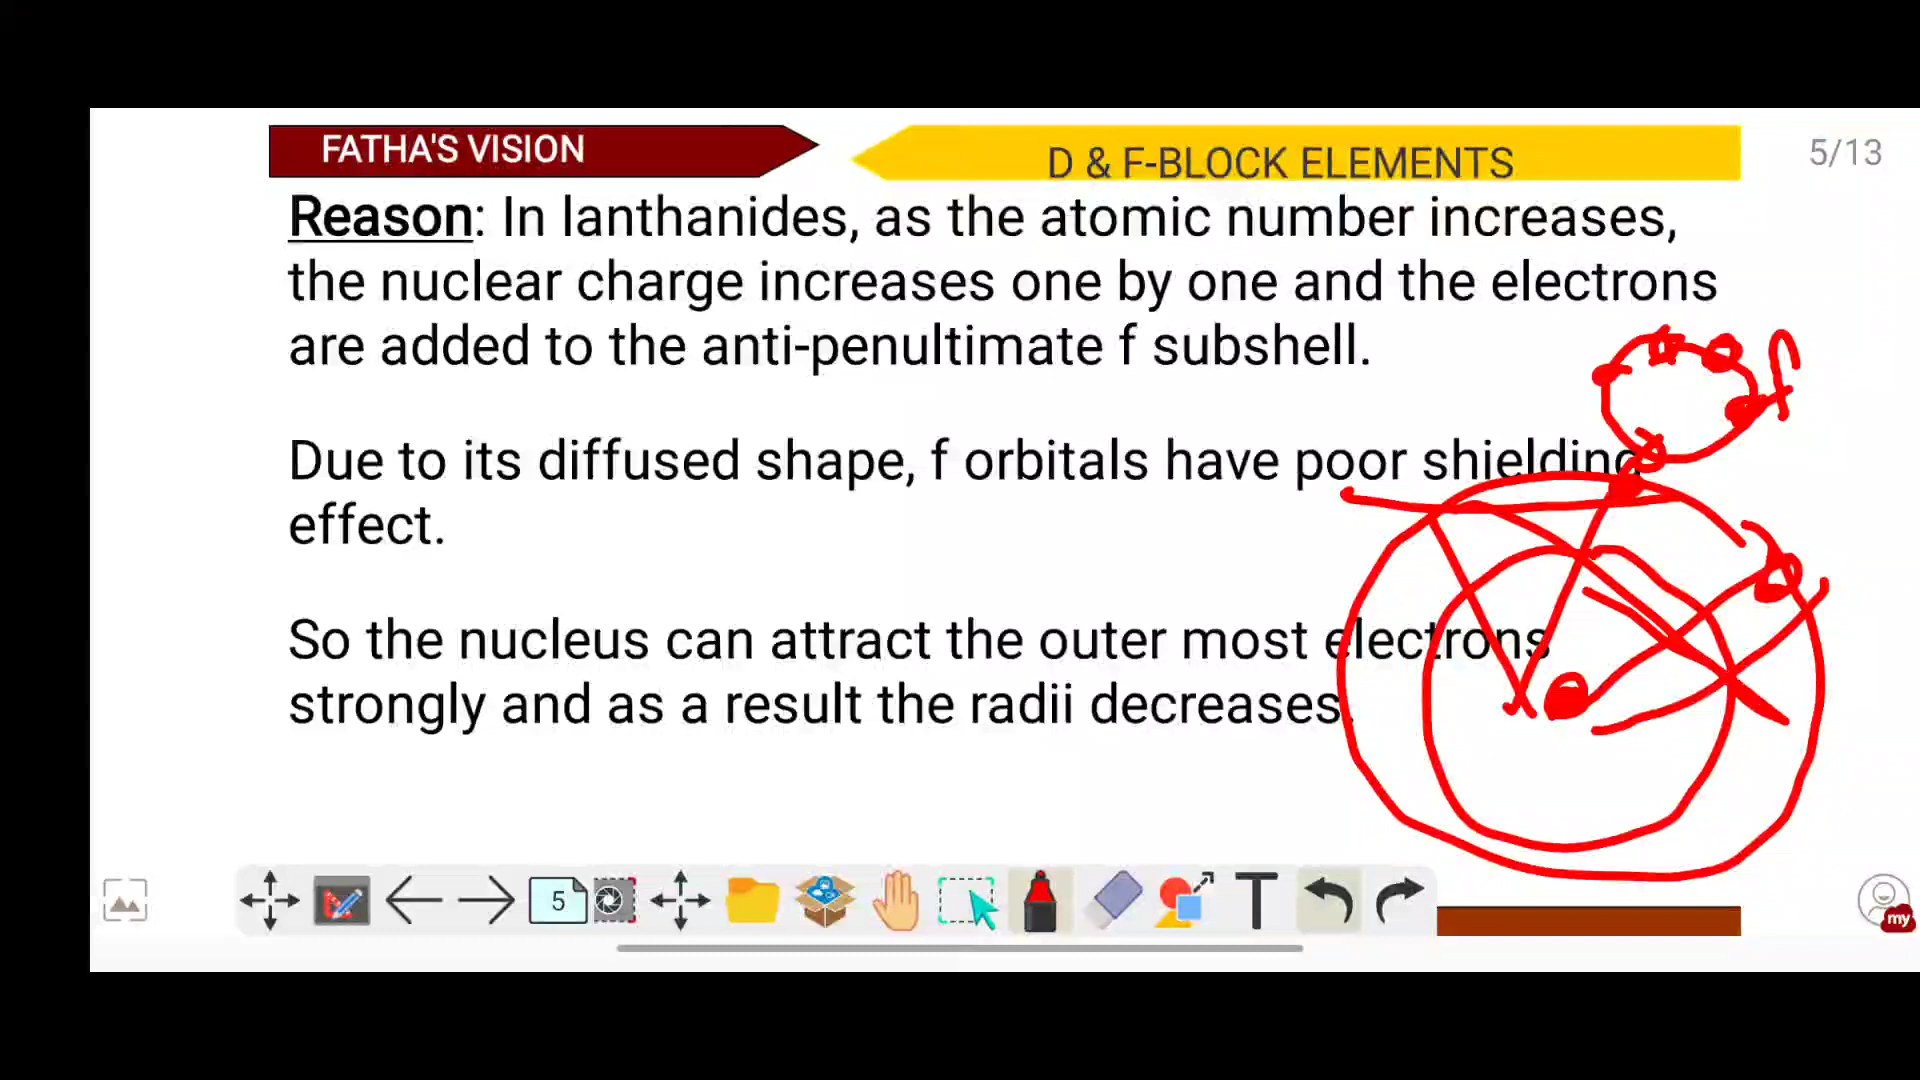 FATHA'S VISION
D & F-BLOCK ELEMENTS
5/13
Reason: In lanthanides, as the atomic number increases,
the nuclear charge increases one by one and the electrons
are added to the anti-penultimate f subshell.
f
Due to its diffused shape, f orbitals have poor shielding
effect.
So the nucleus can attract the outer most electrons
strongly and as a result the radii decreases.
5
T
my